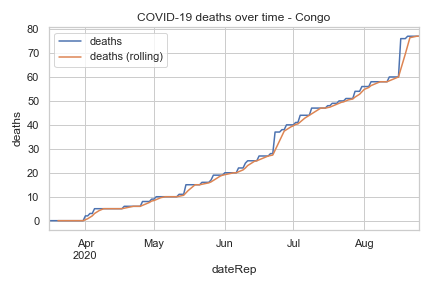 COVID-19 deaths over time - Congo
deaths
deaths (rolling)
80
70
60
50
40
30
20
10
0
deaths
Apr May Jun Jul Aug
2020
dateRep